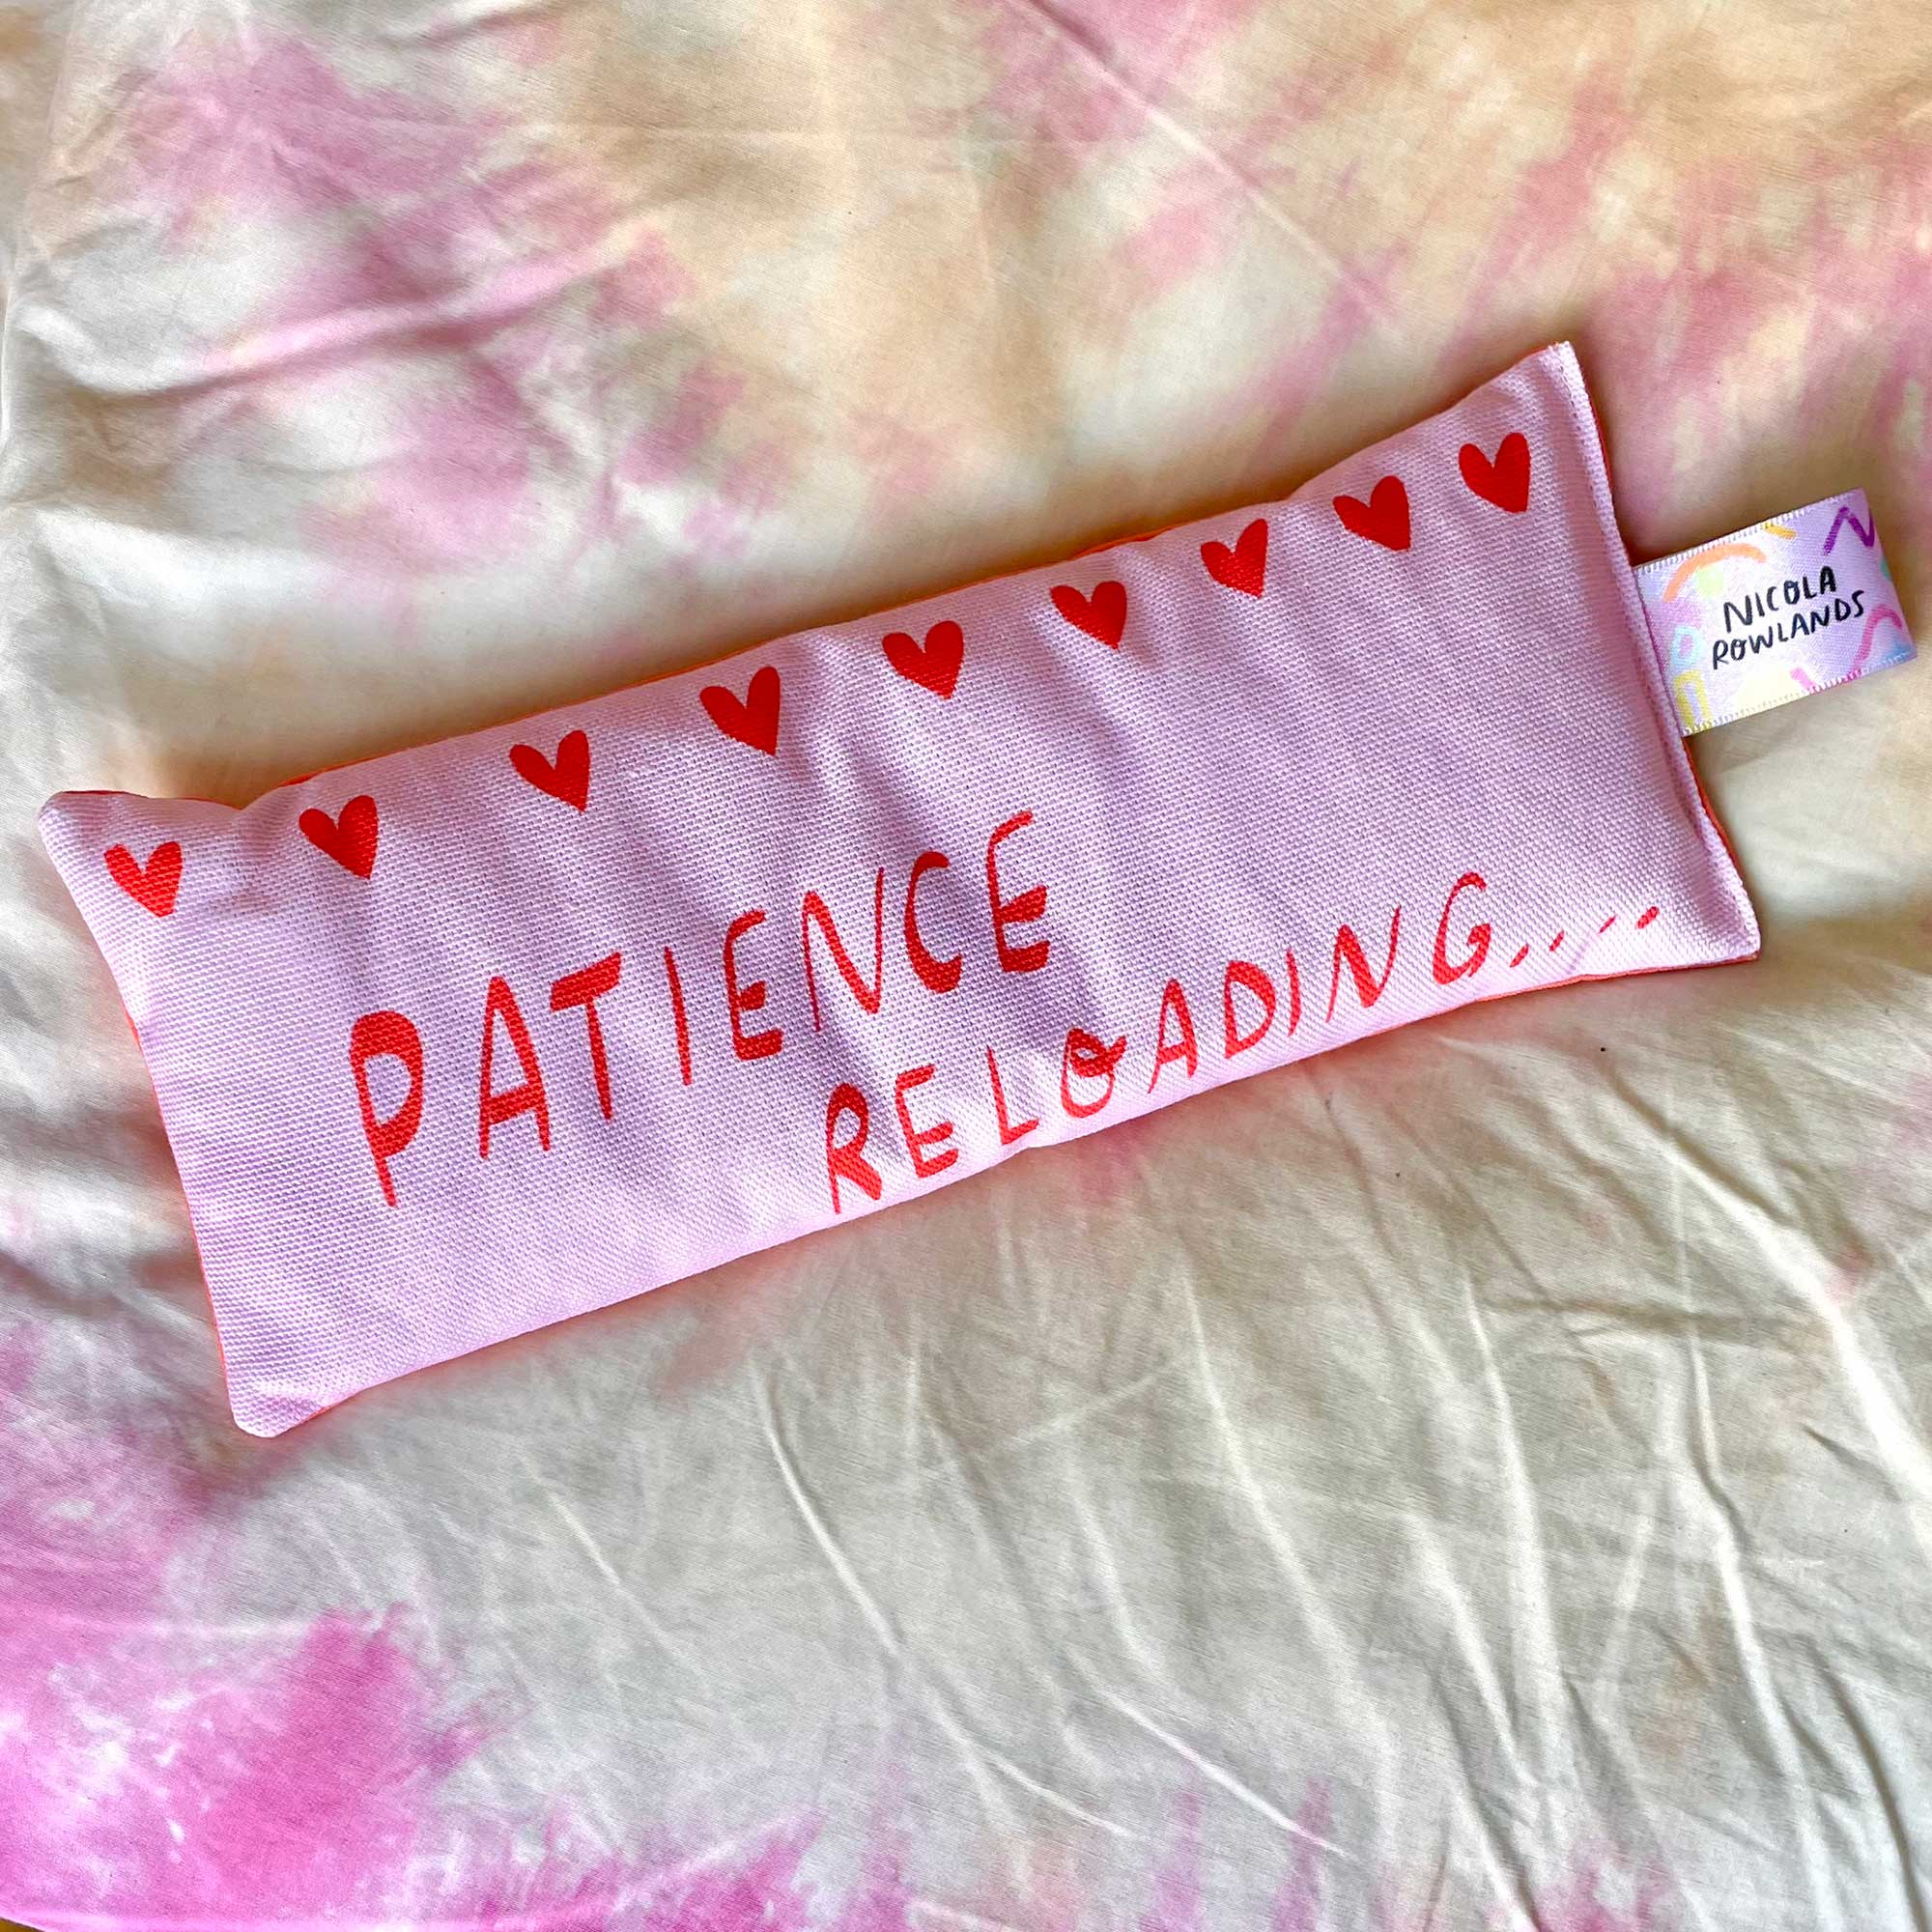 PATIENCE
RELOADING....
NICOLA
ROWLANDS